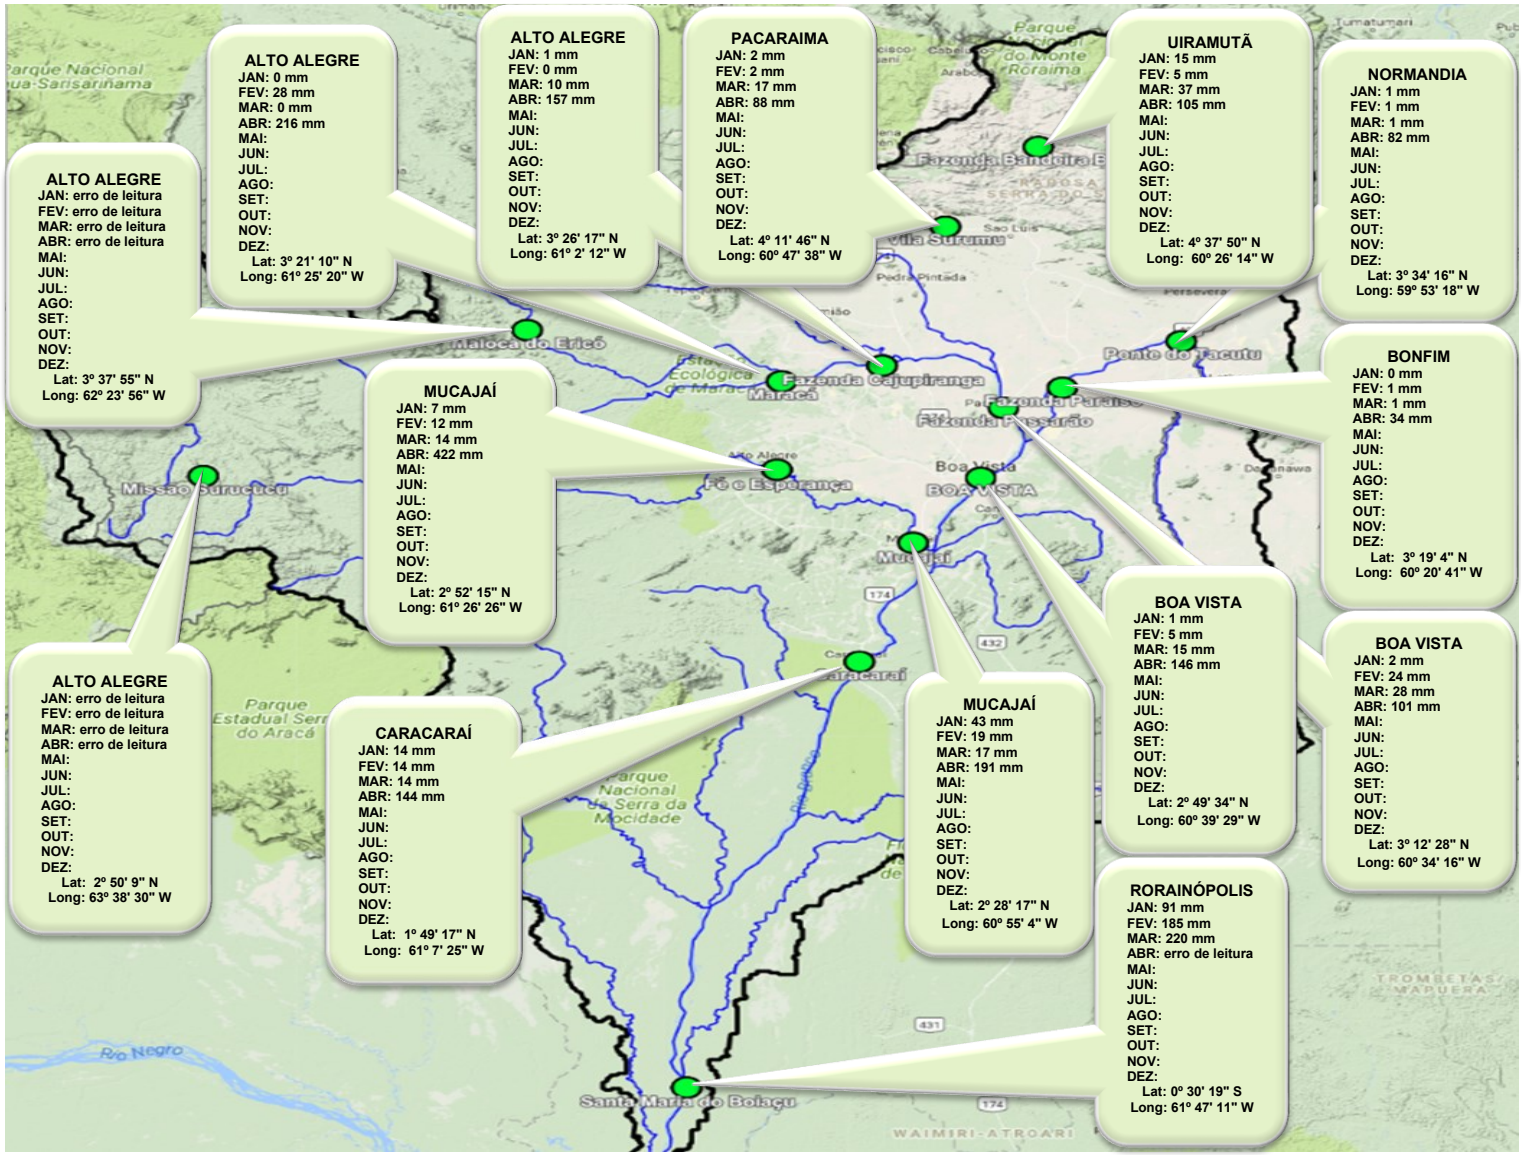 ALTO ALEGRE
JAN: 0 mm
FEV: 28 mm
MAR: 0 mm
ABR: 216 mm
MAI:
JUN:
JUL:
AGO:
SET:
OUT:
NOV:
DEZ:
Lat: 3º 21' 10" N
Long: 61º 25' 20" W
ALTO ALEGRE
JAN: 1 mm
FEV: 0 mm
MAR: 10 mm
ABR: 157 mm
MAI:
JUN:
JUL:
AGO:
SET:
OUT:
NOV:
DEZ:
Lat: 3º 26' 17" N
Long: 61º 2' 12" W
PACARAIMA
JAN: 2 mm
FEV: 2 mm
MAR: 17 mm
ABR: 88 mm
MAI:
JUN:
JUL:
AGO:
SET:
OUT:
NOV:
DEZ:
Lat: 4º 11' 46" N
Long: 60º 47' 38" W
UIRAMUTÃ
JAN: 15 mm
FEV: 5 mm
MAR: 37 mm
ABR: 105 mm
MAI:
JUN:
JUL:
AGO:
SET:
OUT:
NOV:
DEZ:
Lat: 4º 37' 50" N
Long: 60º 26' 14" W
NORMANDIA
JAN: 1 mm
FEV: 1 mm
MAR: 1 mm
ABR: 82 mm
MAI:
JUN:
JUL:
AGO:
SET:
OUT:
NOV:
DEZ:
Lat: 3º 34' 16" N
Long: 59º 53' 18" W
ALTO ALEGRE
JAN: erro de leitura
FEV: erro de leitura
MAR: erro de leitura
ABR: erro de leitura
MAI:
JUN:
JUL:
AGO:
SET:
OUT:
NOV:
DEZ:
Lat: 3º 37' 55" N
Long: 62º 23' 56" W
MUCAJAÍ
JAN: 7 mm
FEV: 12 mm
MAR: 14 mm
ABR: 422 mm
MAI:
JUN:
JUL:
AGO:
SET:
OUT:
NOV:
DEZ:
Lat: 2º 52' 15" N
Long: 61º 26' 26" W
BONFIM
JAN: 0 mm
FEV: 1 mm
MAR: 1 mm
ABR: 34 mm
MAI:
JUN:
JUL:
AGO:
SET:
OUT:
NOV:
DEZ:
Lat: 3º 19' 4" N
Long: 60º 20' 41" W
BOA VISTA
JAN: 1 mm
FEV: 5 mm
MAR: 15 mm
ABR: 146 mm
MAI:
JUN:
JUL:
AGO:
SET:
OUT:
NOV:
DEZ:
Lat: 2º 49' 34" N
Long: 60º 39' 29" W
BOA VISTA
JAN: 2 mm
FEV: 24 mm
MAR: 28 mm
ABR: 101 mm
MAI:
JUN:
JUL:
AGO:
SET:
OUT:
NOV:
DEZ:
Lat: 3º 12' 28" N
Long: 60º 34' 16" W
ALTO ALEGRE
JAN: erro de leitura
FEV: erro de leitura
MAR: erro de leitura
ABR: erro de leitura
MAI:
JUN:
JUL:
AGO:
SET:
OUT:
NOV:
DEZ:
Lat: 2º 50' 9" N
Long: 63º 38' 30" W
CARACARAÍ
JAN: 14 mm
FEV: 14 mm
MAR: 14 mm
ABR: 144 mm
MAI:
JUN:
JUL:
AGO:
SET:
OUT:
NOV:
DEZ:
Lat: 1º 49' 17" N
Long: 61º 7' 25" W
MUCAJAÍ
JAN: 43 mm
FEV: 19 mm
MAR: 17 mm
ABR: 191 mm
MAI:
JUN:
JUL:
AGO:
SET:
OUT:
NOV:
DEZ:
Lat: 2º 28' 17" N
Long: 60º 55' 4" W
RORAINÓPOLIS
JAN: 91 mm
FEV: 185 mm
MAR: 220 mm
ABR: erro de leitura
MAI:
JUN:
JUL:
AGO:
SET:
OUT:
NOV:
DEZ:
Lat: 0º 30' 19" S
Long: 61º 47' 11" W
Tumatumari
Parque
do Monte
Roraima
Parque Nacional
Fazenda Bandeira B
Vila Surumu
Sao Luis
Pedra Pintada
Maloca do Ericó
Ponte do Tacutu
Fazenda Cajupiranga
Maracá
Fazenda Paraíso
Fazenda Passarão
Alto Alegre
Fé e Esperança
Boa Vista
BOA VISTA
Missão Surucucu
Mucajaí
174
432
Caracaraí
Parque
Estadual Serra
do Aracá
Parque
Nacional
da Serra da
Mocidade
Rio Branco
TROMBETAS/
MAPUERA
431
Rio Negro
Santa Maria do Boiaçu
174
WAIMIRI-ATROARI